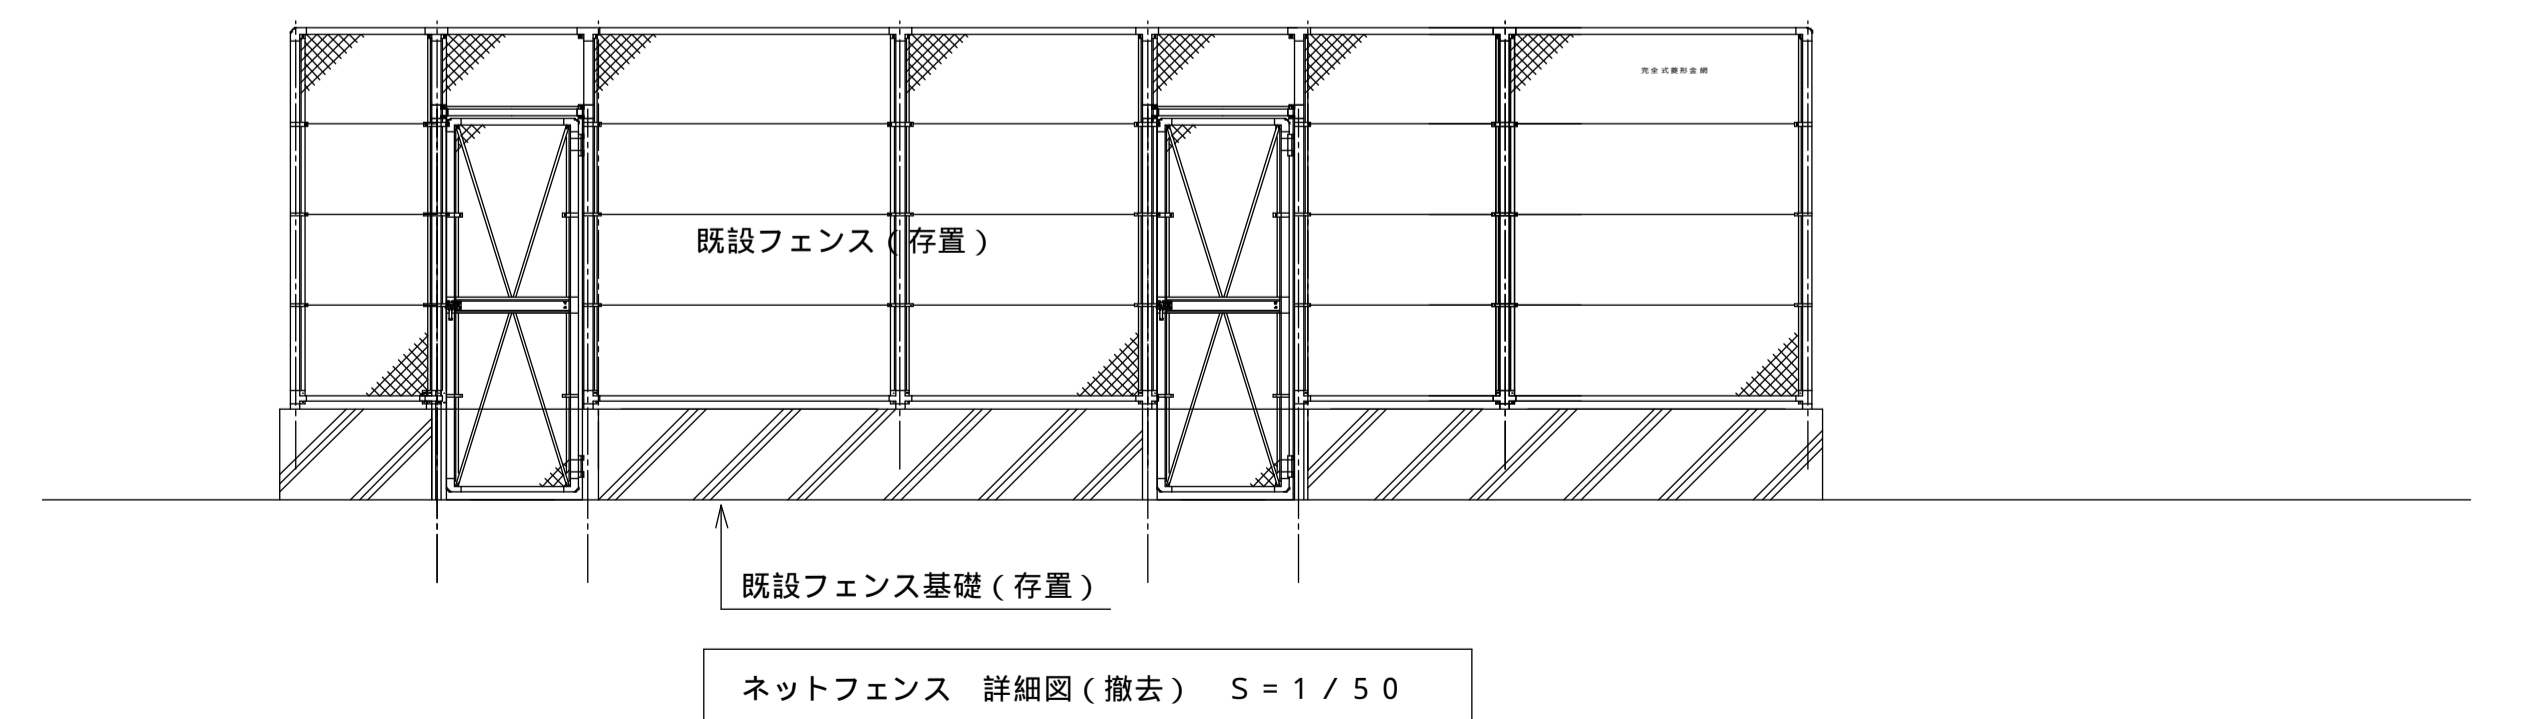 完全式菱形金網
既設フェンス(存置)
既設フェンス基礎(存置)
ネットフェンス　詳細図(撤去)　S=1/50